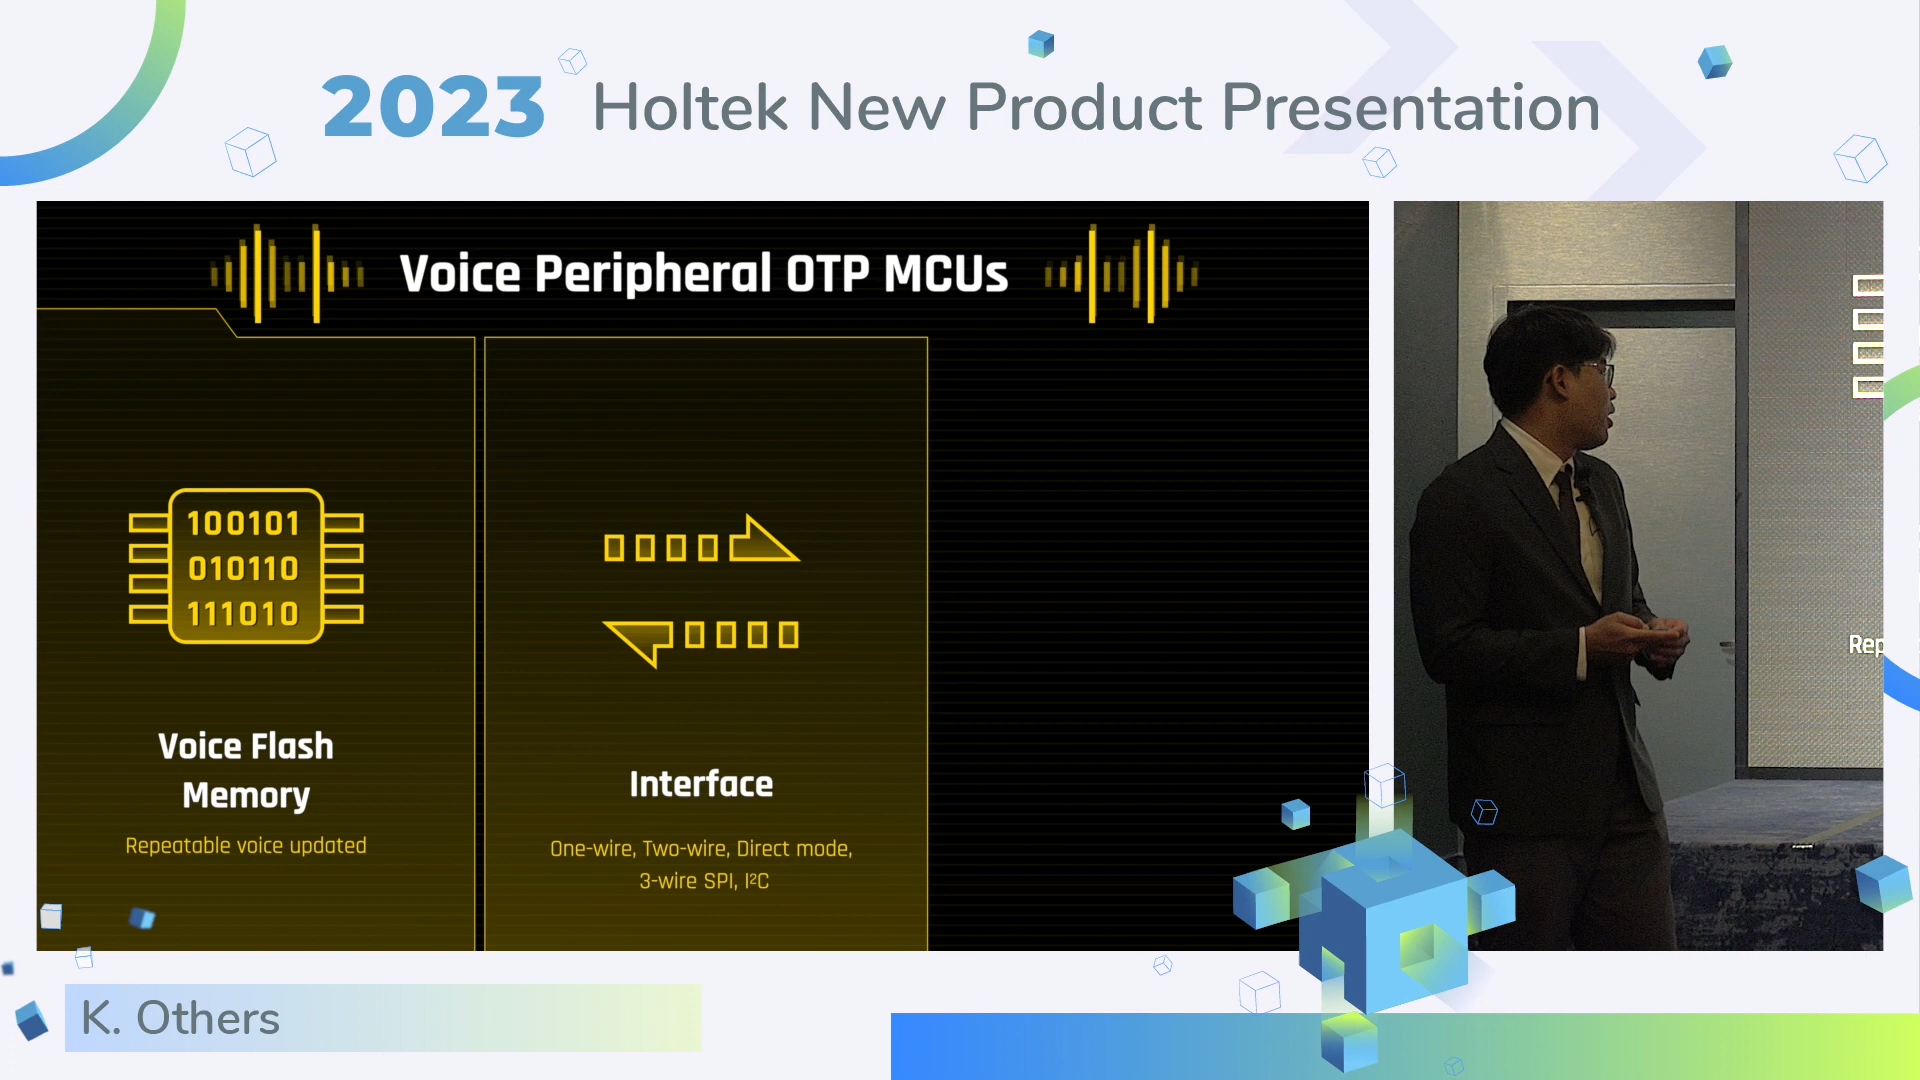 2023 Holtek New Product Presentation
Voice Peripheral OTP MCUs
100101
010110
111010
Voice Flash
Memory
Repeatable voice updated
Interface
One-wire, Two-wire, Direct mode,
3-wire SPI, I²C
Rep
K. Others